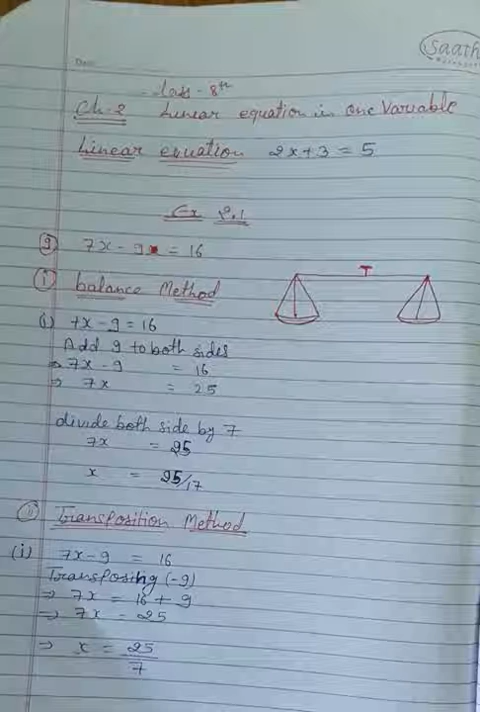 Saath
Class - 8th
Ch-2 Linear equation in one Variable
Linear equation 2x+3 = 5
Ex 2.1
9) 7x - 9 = 16
i) balance Method
T
(i) 7x - 9 = 16
Add 9 to both sides
⇒ 7x - 9 = 16
⇒ 7x = 25
divide both side by 7
7x = 25
x = 25/17
ii) Transposition Method
(i) 7x - 9 = 16
Transposing (-9)
⇒ 7x = 16 + 9
⇒ 7x = 25
⇒ x = 25/7